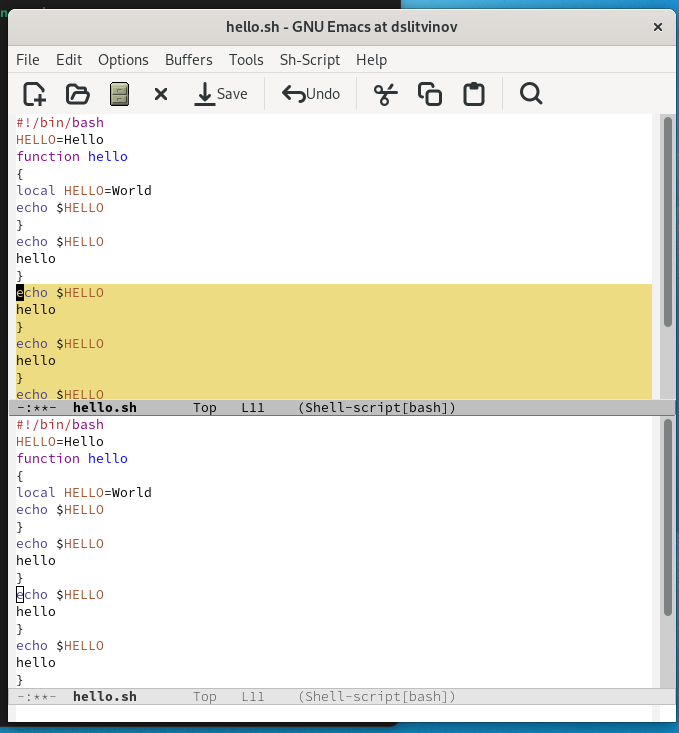 hello.sh - GNU Emacs at dslitvinov
File Edit Options Buffers Tools Sh-Script Help
Save Undo
#!/bin/bash
HELLO=Hello
function hello
{
local HELLO=World
echo $HELLO
}
echo $HELLO
hello
}
echo $HELLO
hello
}
echo $HELLO
hello
}
echo $HELLO
-:**- hello.sh Top L11 (Shell-script[bash])
#!/bin/bash
HELLO=Hello
function hello
{
local HELLO=World
echo $HELLO
}
echo $HELLO
hello
}
echo $HELLO
hello
}
echo $HELLO
hello
}
-:**- hello.sh Top L11 (Shell-script[bash])